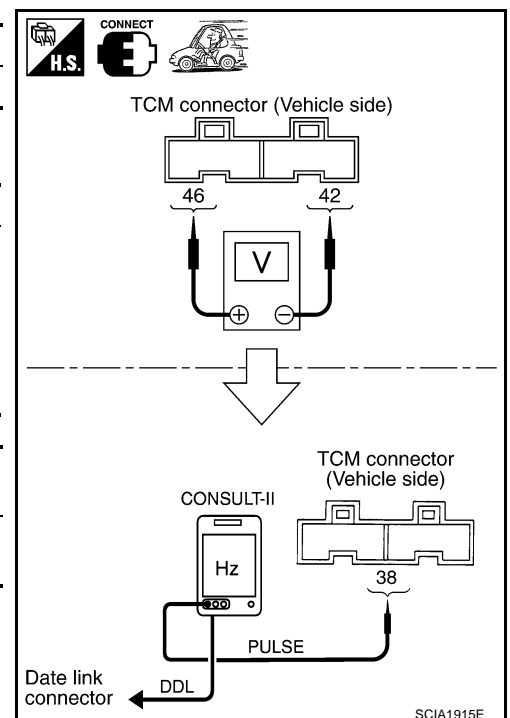 CONNECT
H.S.
TCM connector (Vehicle side)
46 42
V
+ −
TCM connector
(Vehicle side)
CONSULT-II
Hz
38
PULSE
Date link
connector
DDL
SCIA1915E